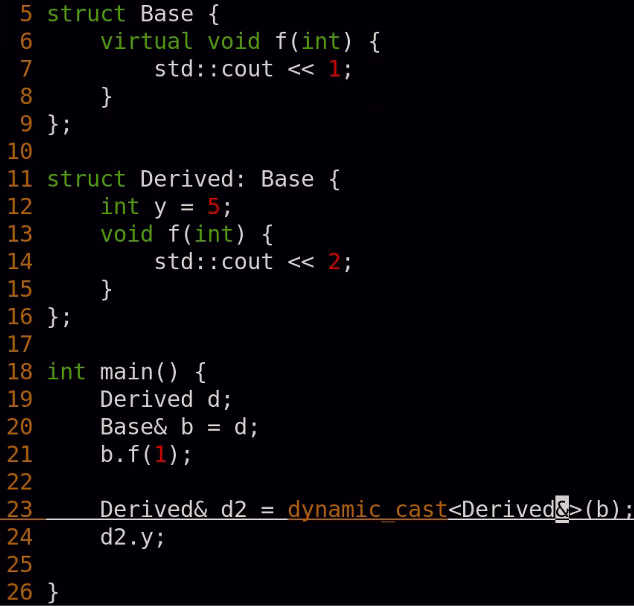 5 struct Base {
6     virtual void f(int) {
7         std::cout << 1;
8     }
9 };
10
11 struct Derived: Base {
12     int y = 5;
13     void f(int) {
14         std::cout << 2;
15     }
16 };
17
18 int main() {
19     Derived d;
20     Base& b = d;
21     b.f(1);
22
23     Derived& d2 = dynamic_cast<Derived&>(b);
24     d2.y;
25
26 }